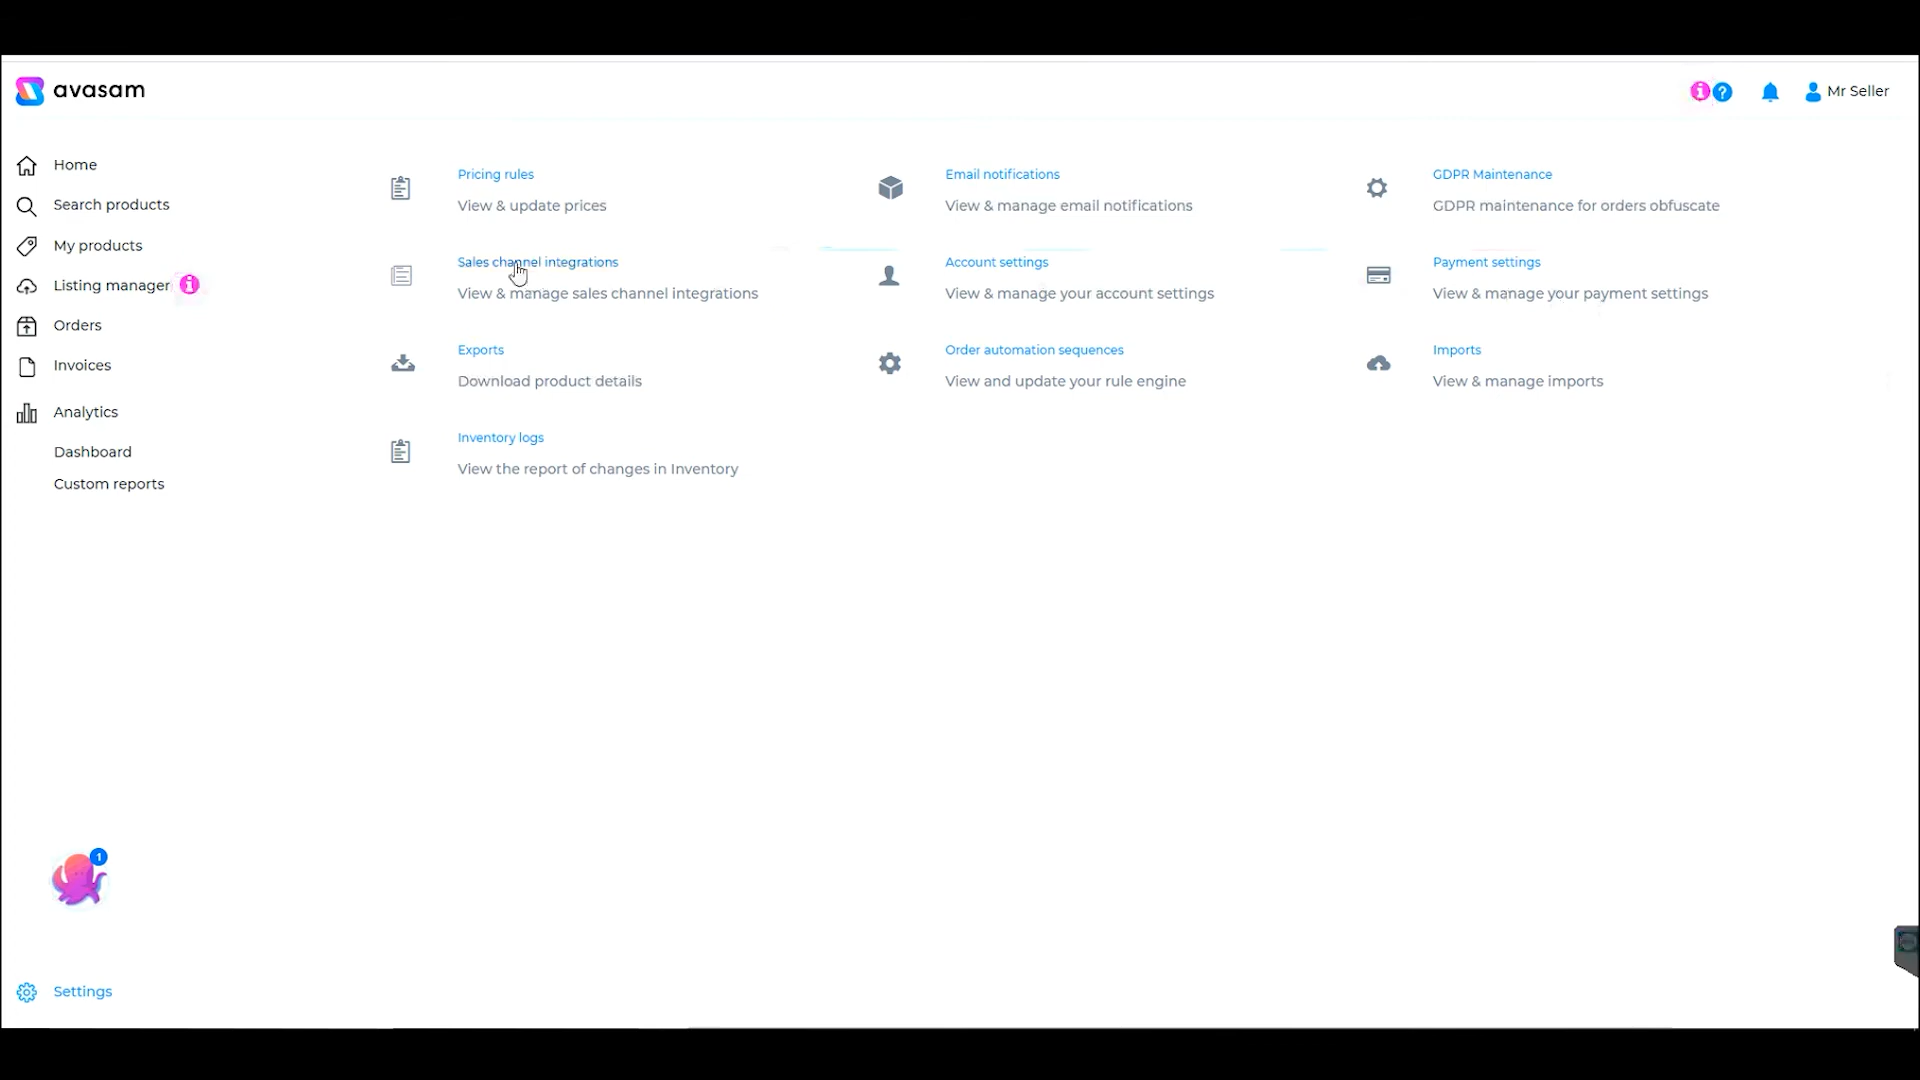 avasam
Mr Seller
Home
Search products
My products
Listing manager
Orders
Invoices
Analytics
Dashboard
Custom reports
Settings
1
Pricing rules
View & update prices
Email notifications
View & manage email notifications
GDPR Maintenance
GDPR maintenance for orders obfuscate
Sales channel integrations
View & manage sales channel integrations
Account settings
View & manage your account settings
Payment settings
View & manage your payment settings
Exports
Download product details
Order automation sequences
View and update your rule engine
Imports
View & manage imports
Inventory logs
View the report of changes in Inventory